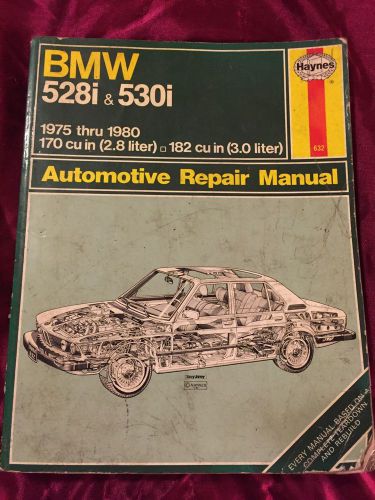 BMW
528i & 530i
Haynes
®
1975 thru 1980
170 cu in (2.8 liter) □ 182 cu in (3.0 liter)
632
Automotive Repair Manual
© HAYNES
EVERY MANUAL BASED ON A
COMPLETE TEARDOWN
AND REBUILD